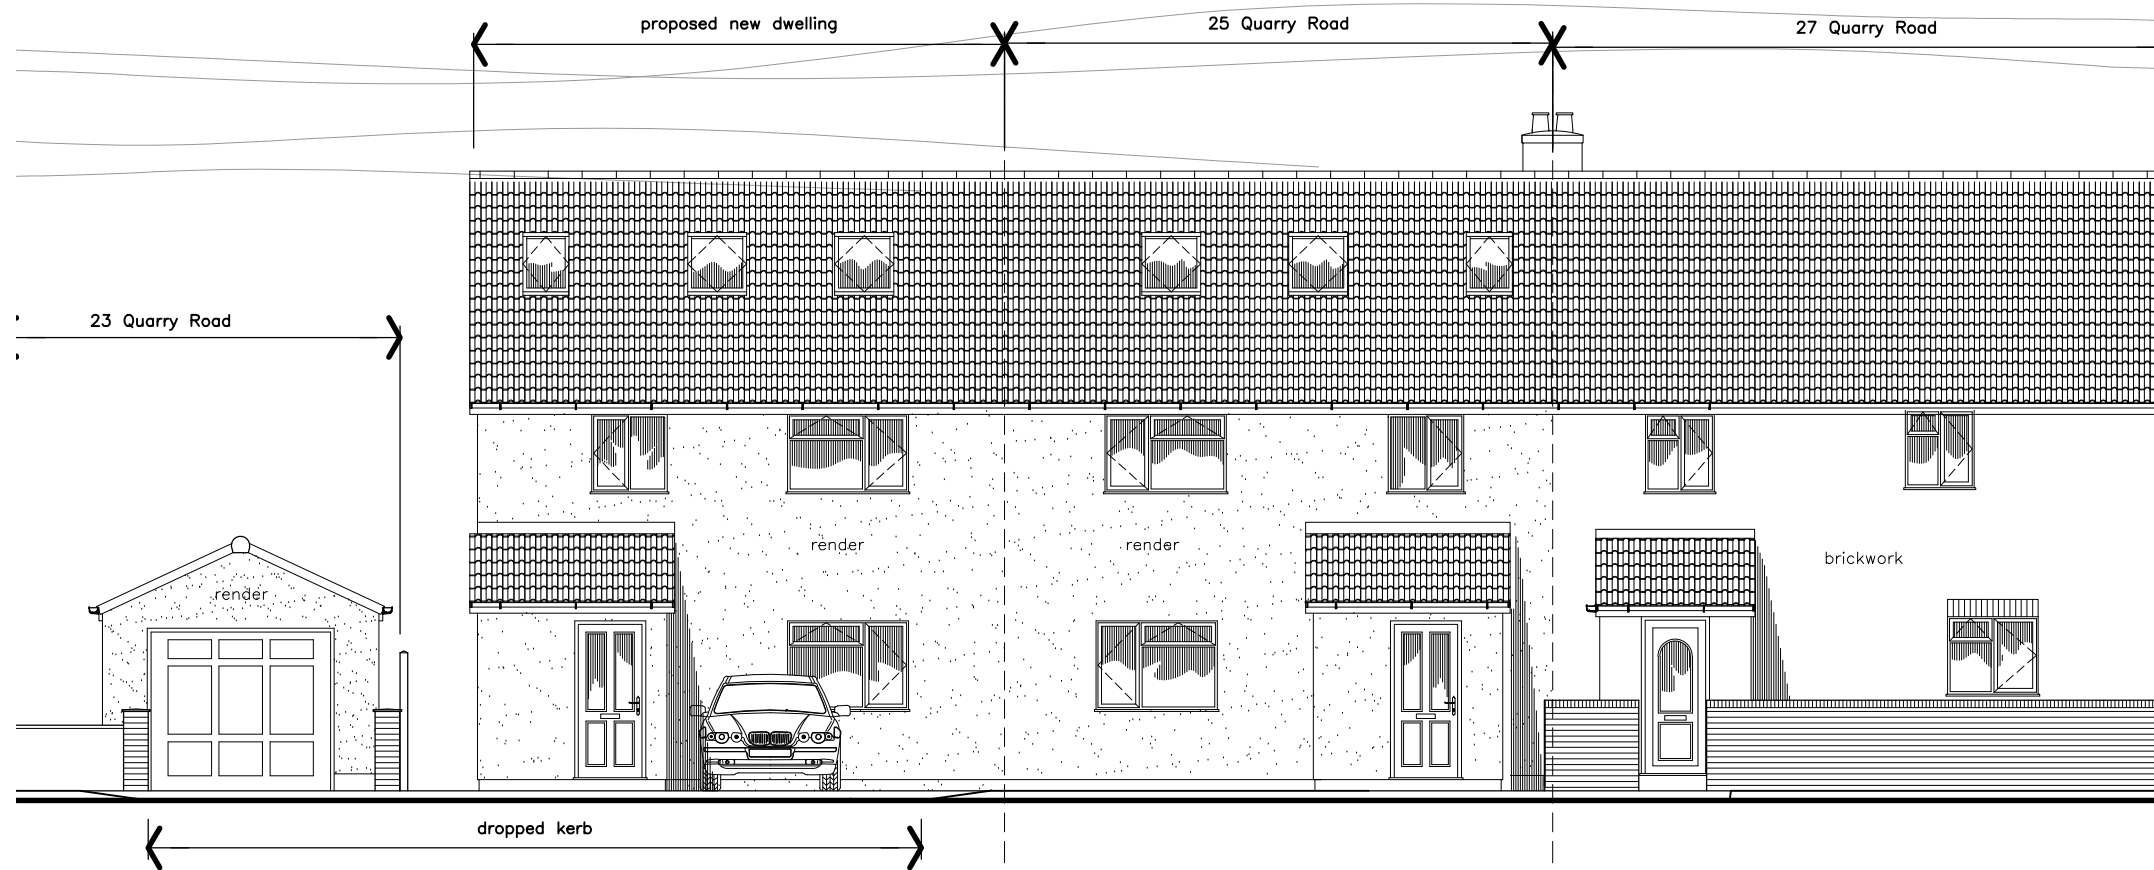 proposed new dwelling
25 Quarry Road
27 Quarry Road
23 Quarry Road
render
render
brickwork
render
dropped kerb